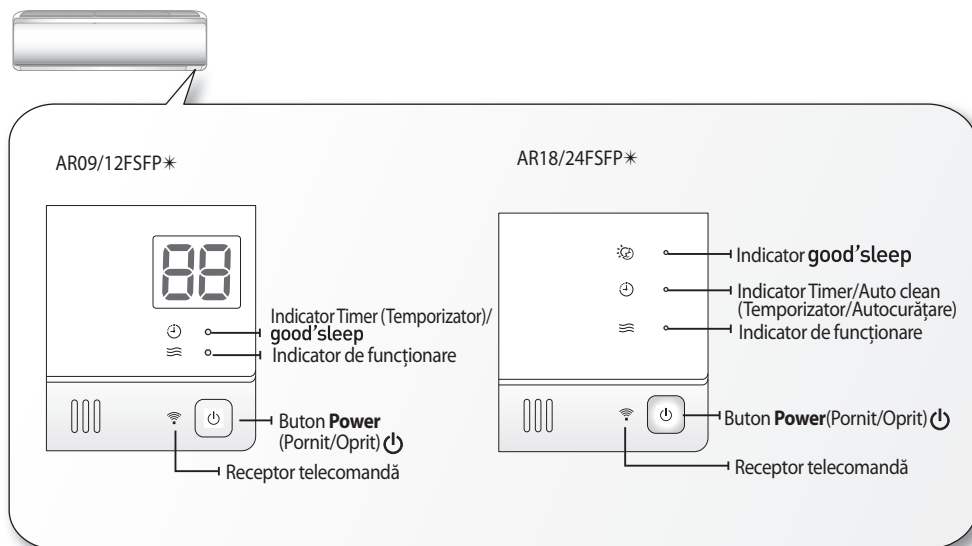 AR09/12FSFP✴
88
Indicator Timer (Temporizator)/
good'sleep
Indicator de funcționare
Buton Power
(Pornit/Oprit)
Receptor telecomandă
AR18/24FSFP✴
Indicator good'sleep
Indicator Timer/Auto clean
(Temporizator/Autocurățare)
Indicator de funcționare
Buton Power(Pornit/Oprit)
Receptor telecomandă